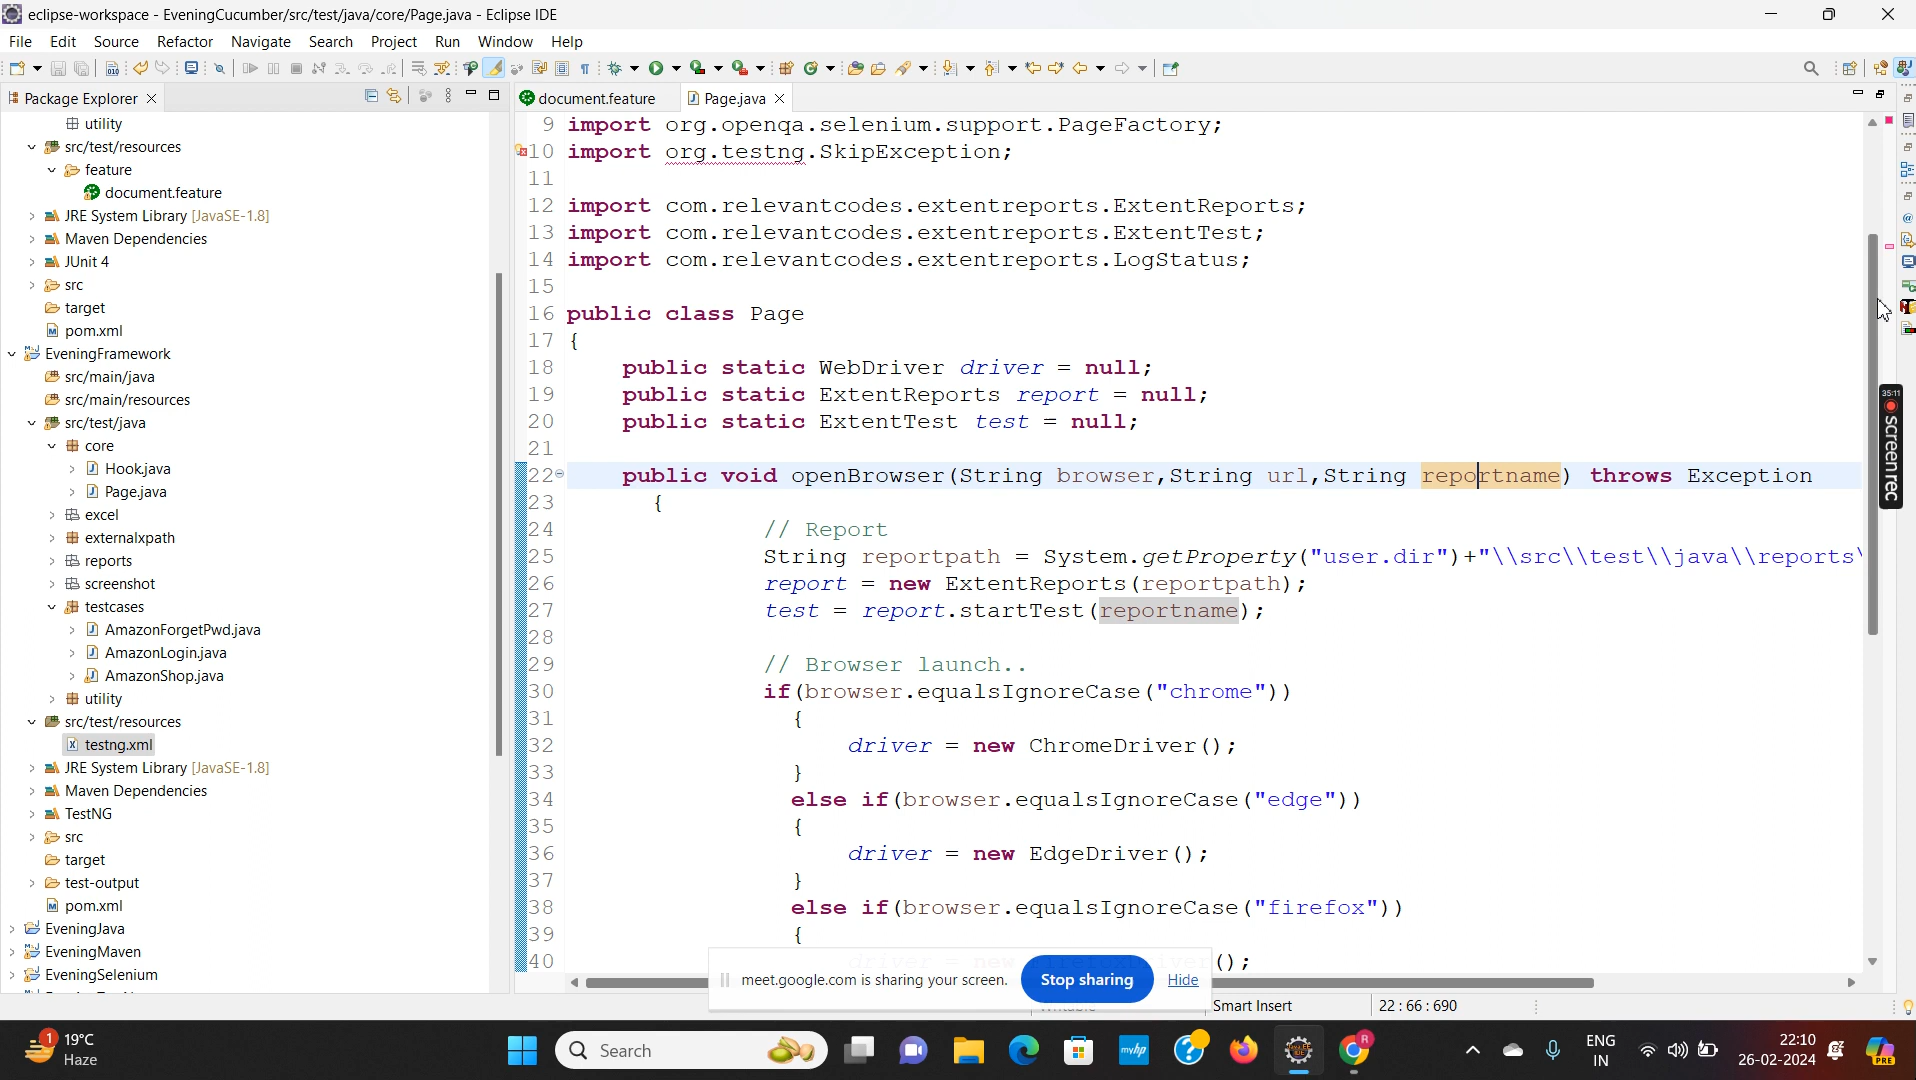 eclipse-workspace - EveningCucumber/src/test/java/core/Page.java - Eclipse IDE
File Edit Source Refactor Navigate Search Project Run Window Help
Package Explorer
document.feature
Page.java
utility
src/test/resources
feature
document.feature
JRE System Library [JavaSE-1.8]
Maven Dependencies
JUnit 4
src
target
pom.xml
EveningFramework
src/main/java
src/main/resources
src/test/java
core
Hook.java
Page.java
excel
externalxpath
reports
screenshot
testcases
AmazonForgetPwd.java
AmazonLogin.java
AmazonShop.java
utility
src/test/resources
testng.xml
JRE System Library [JavaSE-1.8]
Maven Dependencies
TestNG
src
target
test-output
pom.xml
EveningJava
EveningMaven
EveningSelenium
9 import org.openqa.selenium.support.PageFactory;
10 import org.testng.SkipException;
11
12 import com.relevantcodes.extentreports.ExtentReports;
13 import com.relevantcodes.extentreports.ExtentTest;
14 import com.relevantcodes.extentreports.LogStatus;
15
16 public class Page
17 {
18 public static WebDriver driver = null;
19 public static ExtentReports report = null;
20 public static ExtentTest test = null;
21
22 public void openBrowser(String browser,String url,String reportname) throws Exception
23 {
24 // Report
25 String reportpath = System.getProperty("user.dir")+"\\src\\test\\java\\reports\
26 report = new ExtentReports(reportpath);
27 test = report.startTest(reportname);
28
29 // Browser launch..
30 if(browser.equalsIgnoreCase("chrome"))
31 {
32 driver = new ChromeDriver();
33 }
34 else if(browser.equalsIgnoreCase("edge"))
35 {
36 driver = new EdgeDriver();
37 }
38 else if(browser.equalsIgnoreCase("firefox"))
39 {
40 ();
35:11
screenrec
meet.google.com is sharing your screen.
Stop sharing
Hide
Smart Insert
22 : 66 : 690
1
19°C
Haze
Search
myhp
R
ENG
IN
22:10
26-02-2024
PRE